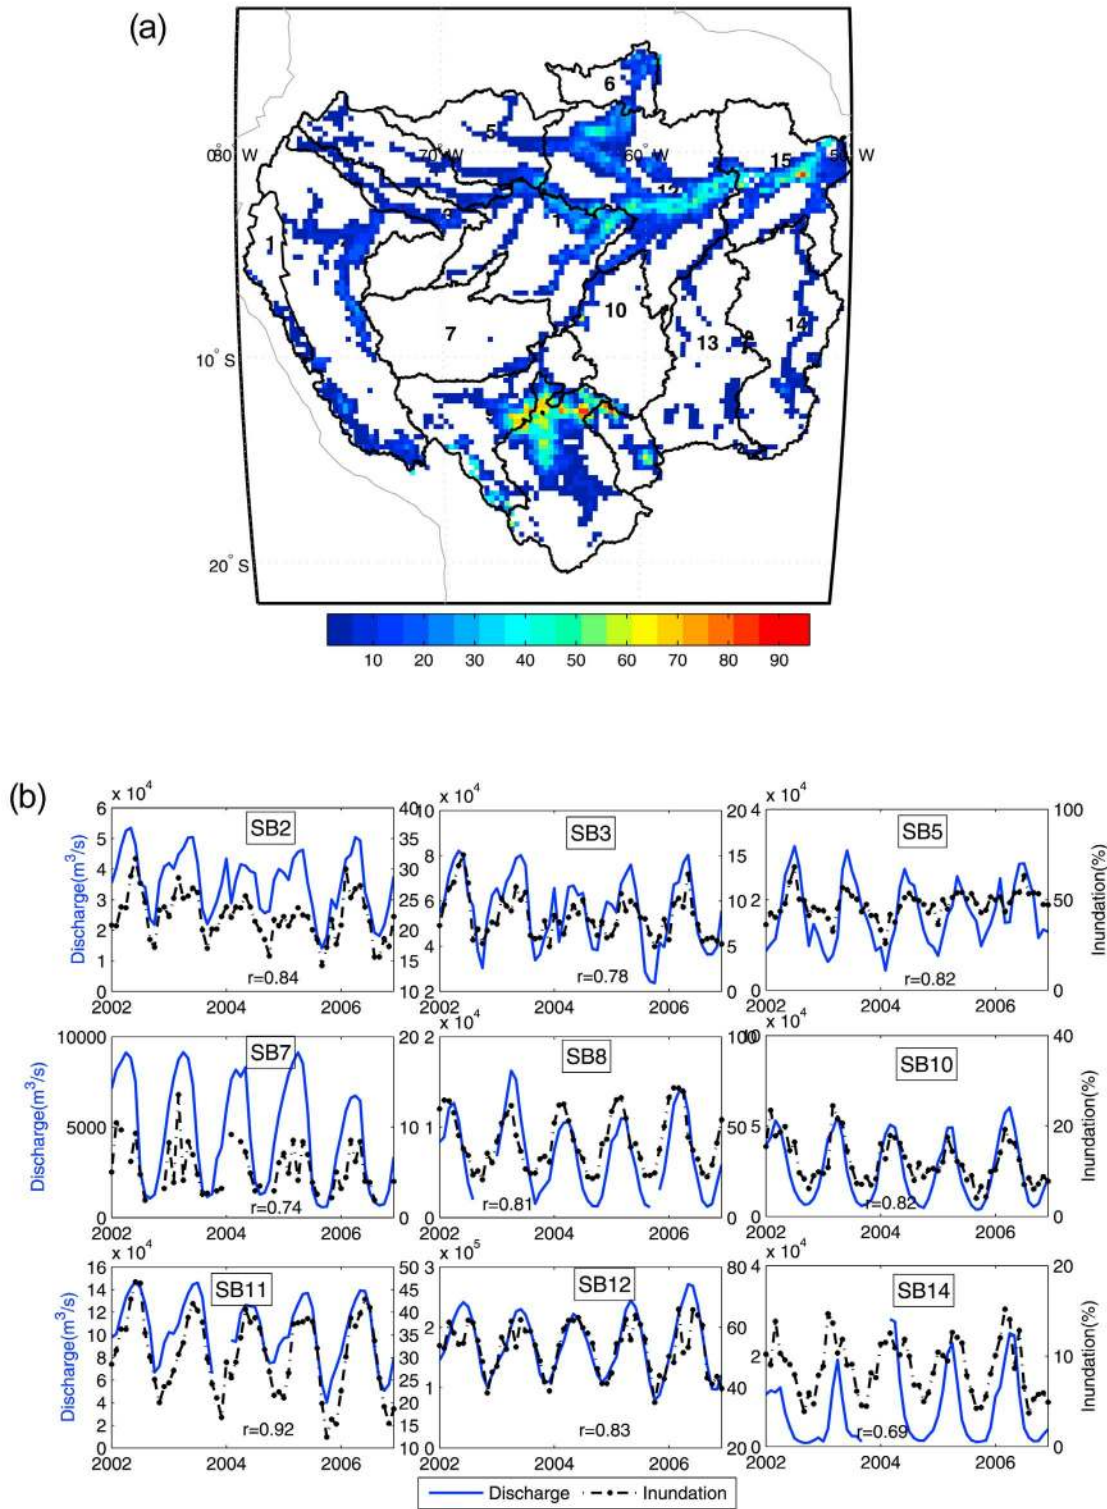 (a)
6
5
0° 80° W 70° W 60° W 50° W
15
12
3
1
1
10
7
14
13
10° S
20° S
10 20 30 40 50 60 70 80 90
(b)
x 10^4 x 10^4 x 10^4
6 40 10 30 20 100
SB2 SB3 SB5
Discharge(m^3/s)
Inundation(%)
5 35
4 30 8 25 15
3 25 6 20 10 50
2 20
1 15 4 15 5
0 10 2 10 0 0
r=0.84 r=0.78 r=0.82
2002 2004 2006 2002 2004 2006 2002 2004 2006
x 10^4 x 10^4
10000 20 2 100 10 40
SB7 SB8 SB10
Discharge(m^3/s)
Inundation(%)
5000 10 1 50 5 20
r=0.74 r=0.81 r=0.82
0 0 0 0 0 0
2002 2004 2006 2002 2004 2006 2002 2004 2006
x 10^4 x 10^5 x 10^4
16 50 3 80 4 20
SB11 SB12 SB14
Discharge(m^3/s)
Inundation(%)
14 45
12 40 60
10 35 2
8 30 2 10
6 25 1 40
4 20
2 15
0 10 0 20 0 0
r=0.92 r=0.83 r=0.69
2002 2004 2006 2002 2004 2006 2002 2004 2006
Discharge Inundation